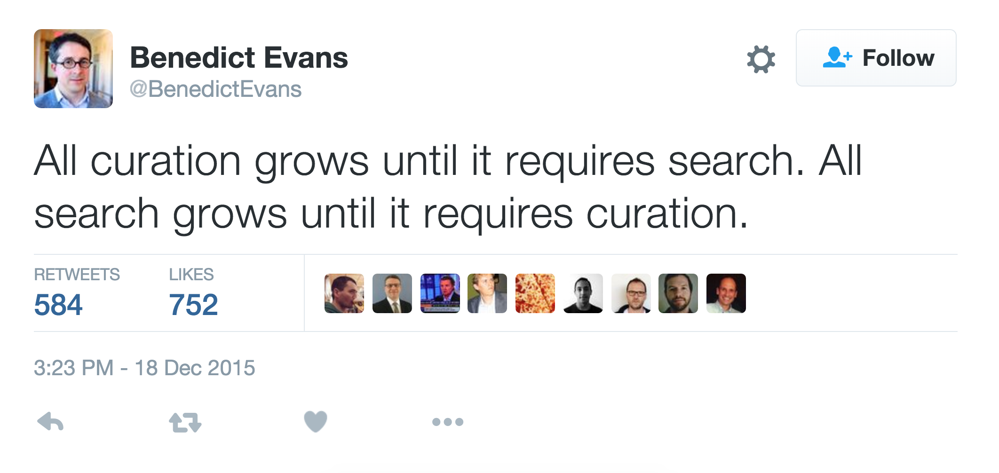 Benedict Evans
@BenedictEvans
Follow
All curation grows until it requires search. All
search grows until it requires curation.
RETWEETS
584
LIKES
752
3:23 PM - 18 Dec 2015